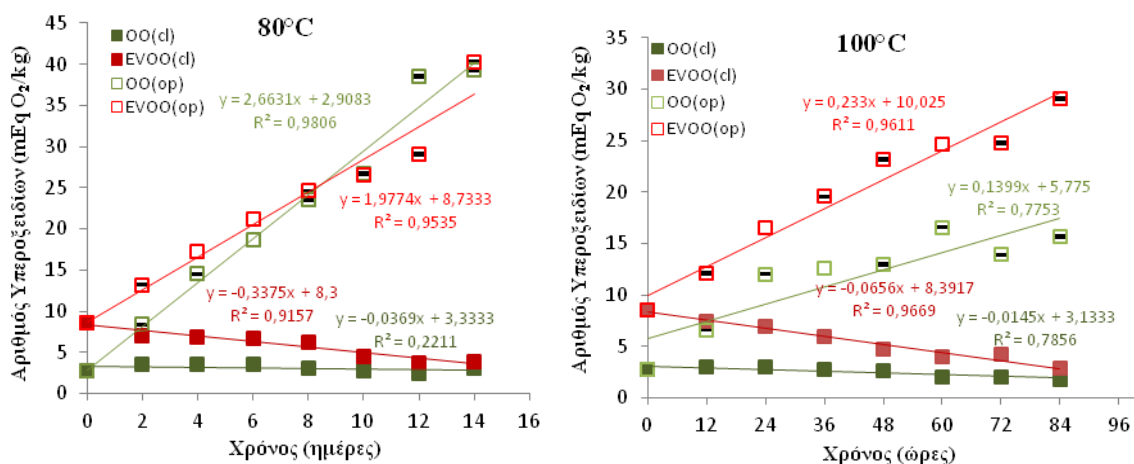 80°C
Αριθμός Υπεροξειδίων (mEq O₂/kg)
45
40
35
30
25
20
15
10
5
0
OO(cl)
EVOO(cl)
OO(op)
EVOO(op)
y = 2,6631x + 2,9083
R² = 0,9806
y = 1,9774x + 8,7333
R² = 0,9535
y = -0,3375x + 8,3
R² = 0,9157
y = -0,0369x + 3,3333
R² = 0,2211
0 2 4 6 8 10 12 14 16
Χρόνος (ημέρες)
100°C
Αριθμός Υπεροξειδίων (mEq O₂/kg)
35
30
25
20
15
10
5
0
OO(cl)
EVOO(cl)
OO(op)
EVOO(op)
y = 0,233x + 10,025
R² = 0,9611
y = 0,1399x + 5,775
R² = 0,7753
y = -0,0656x + 8,3917
R² = 0,9669
y = -0,0145x + 3,1333
R² = 0,7856
0 12 24 36 48 60 72 84 96
Χρόνος (ώρες)